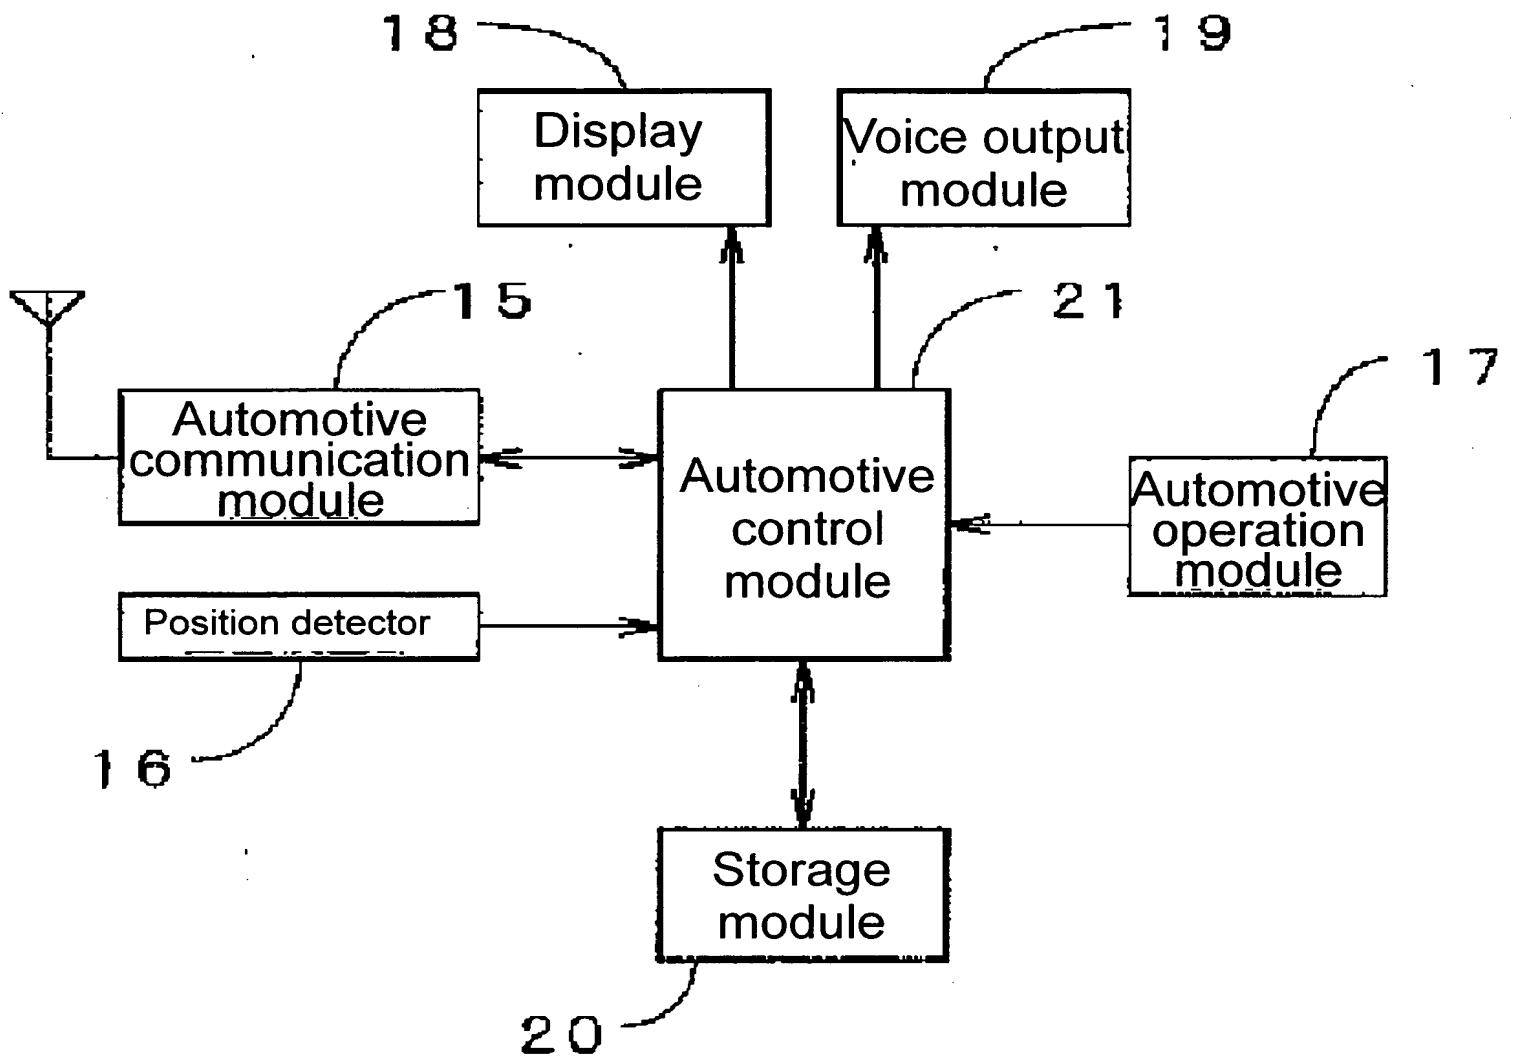 18
19
Display
module
Voice output
module
15
21
17
Automotive
communication
module
Automotive
control
module
Automotive
operation
module
Position detector
16
Storage
module
20